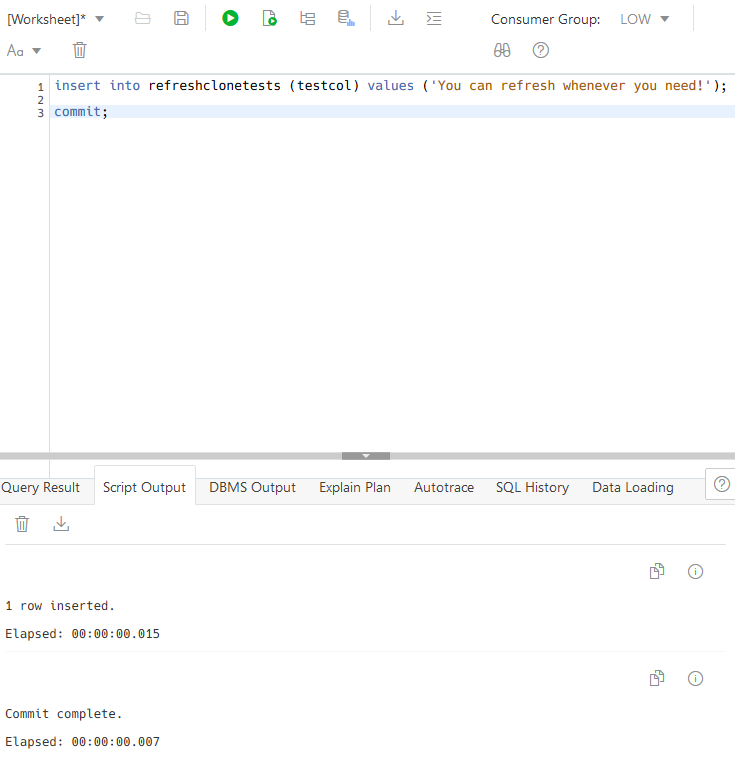 [Worksheet]*
Consumer Group: LOW
Aa
1 insert into refreshclonetests (testcol) values ('You can refresh whenever you need!');
2
3 commit;
Query Result Script Output DBMS Output Explain Plan Autotrace SQL History Data Loading
1 row inserted.
Elapsed: 00:00:00.015
Commit complete.
Elapsed: 00:00:00.007